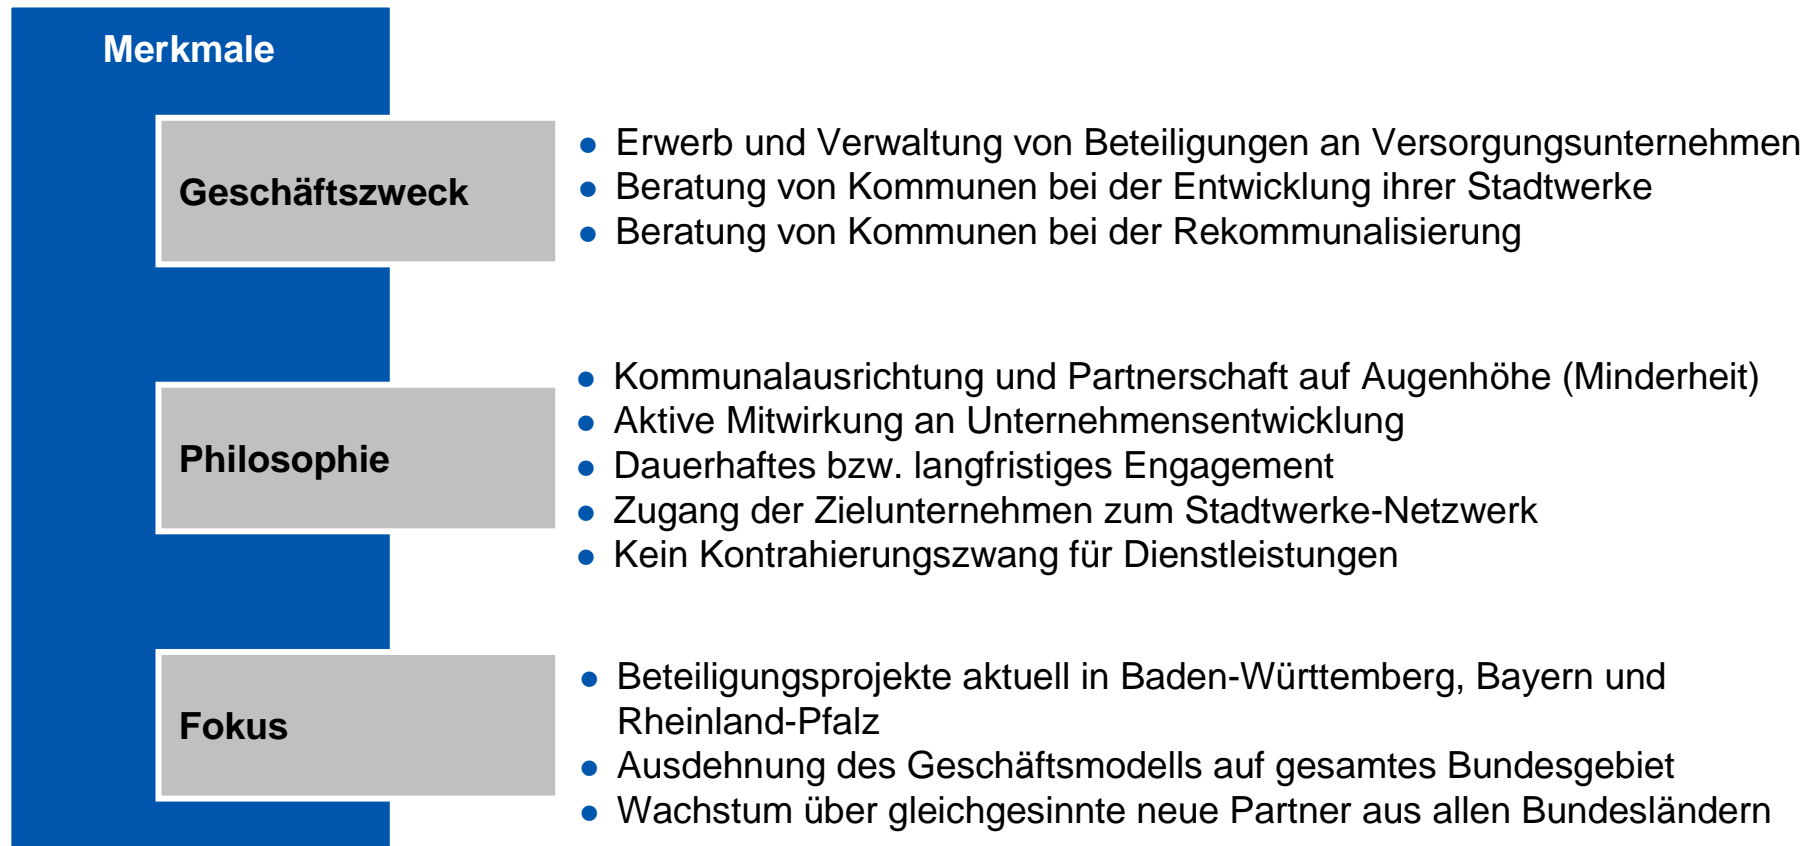 Merkmale
Geschäftszweck
● Erwerb und Verwaltung von Beteiligungen an Versorgungsunternehmen
● Beratung von Kommunen bei der Entwicklung ihrer Stadtwerke
● Beratung von Kommunen bei der Rekommunalisierung
Philosophie
● Kommunalausrichtung und Partnerschaft auf Augenhöhe (Minderheit)
● Aktive Mitwirkung an Unternehmensentwicklung
● Dauerhaftes bzw. langfristiges Engagement
● Zugang der Zielunternehmen zum Stadtwerke-Netzwerk
● Kein Kontrahierungszwang für Dienstleistungen
Fokus
● Beteiligungsprojekte aktuell in Baden-Württemberg, Bayern und
Rheinland-Pfalz
● Ausdehnung des Geschäftsmodells auf gesamtes Bundesgebiet
● Wachstum über gleichgesinnte neue Partner aus allen Bundesländern